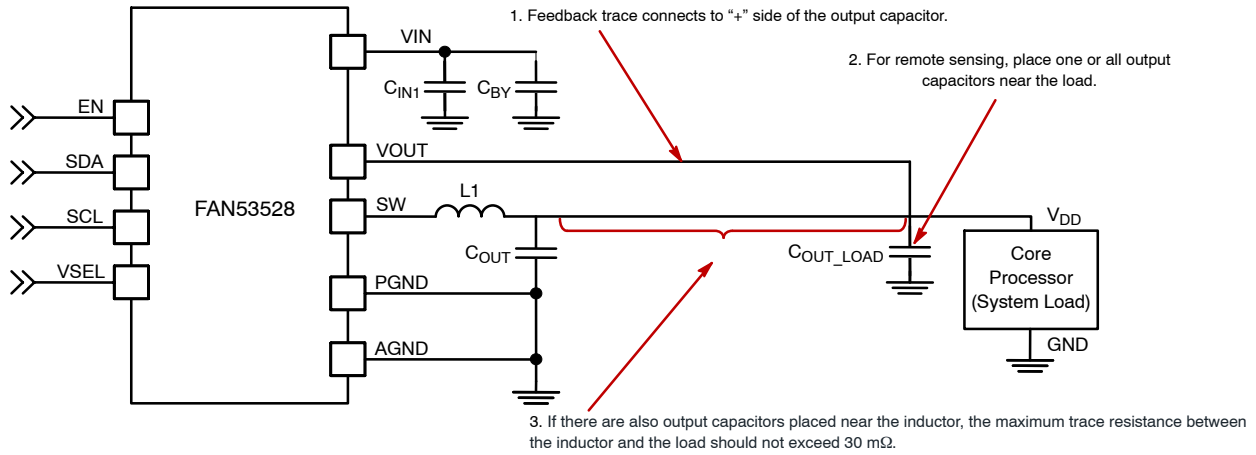 1. Feedback trace connects to “+” side of the output capacitor.
VIN
2. For remote sensing, place one or all output
capacitors near the load.
CIN1
CBY
EN
VOUT
SDA
L1
FAN53528
SW
SCL
VDD
COUT
COUT_LOAD
Core
Processor
(System Load)
VSEL
PGND
GND
AGND
3. If there are also output capacitors placed near the inductor, the maximum trace resistance between
the inductor and the load should not exceed 30 mΩ.